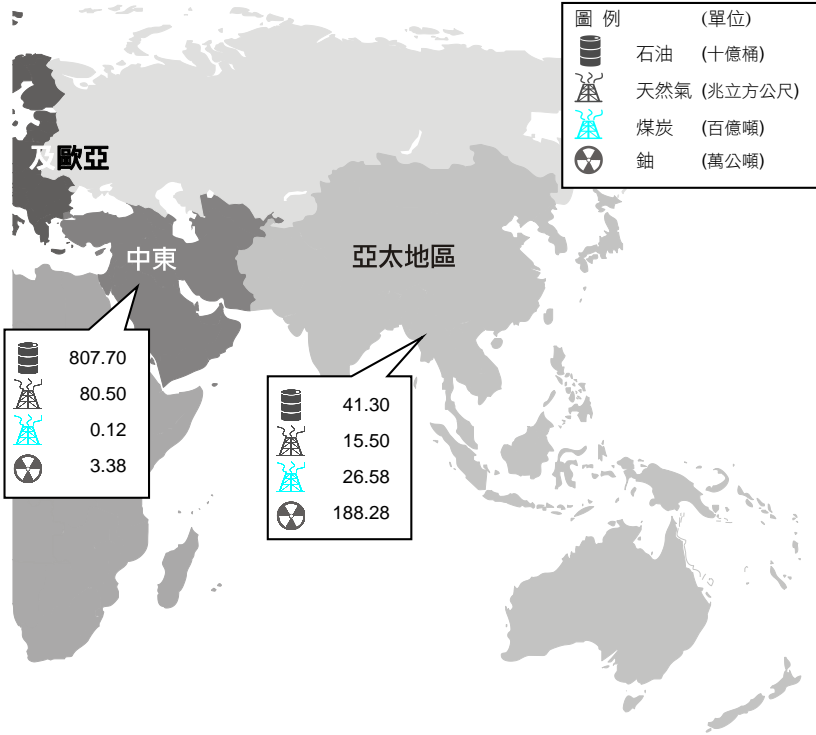 圖 例 (單位)
石油 (十億桶)
天然氣 (兆立方公尺)
煤炭 (百億噸)
鈾 (萬公噸)
及歐亞
中東
亞太地區
807.70
80.50
0.12
3.38
41.30
15.50
26.58
188.28